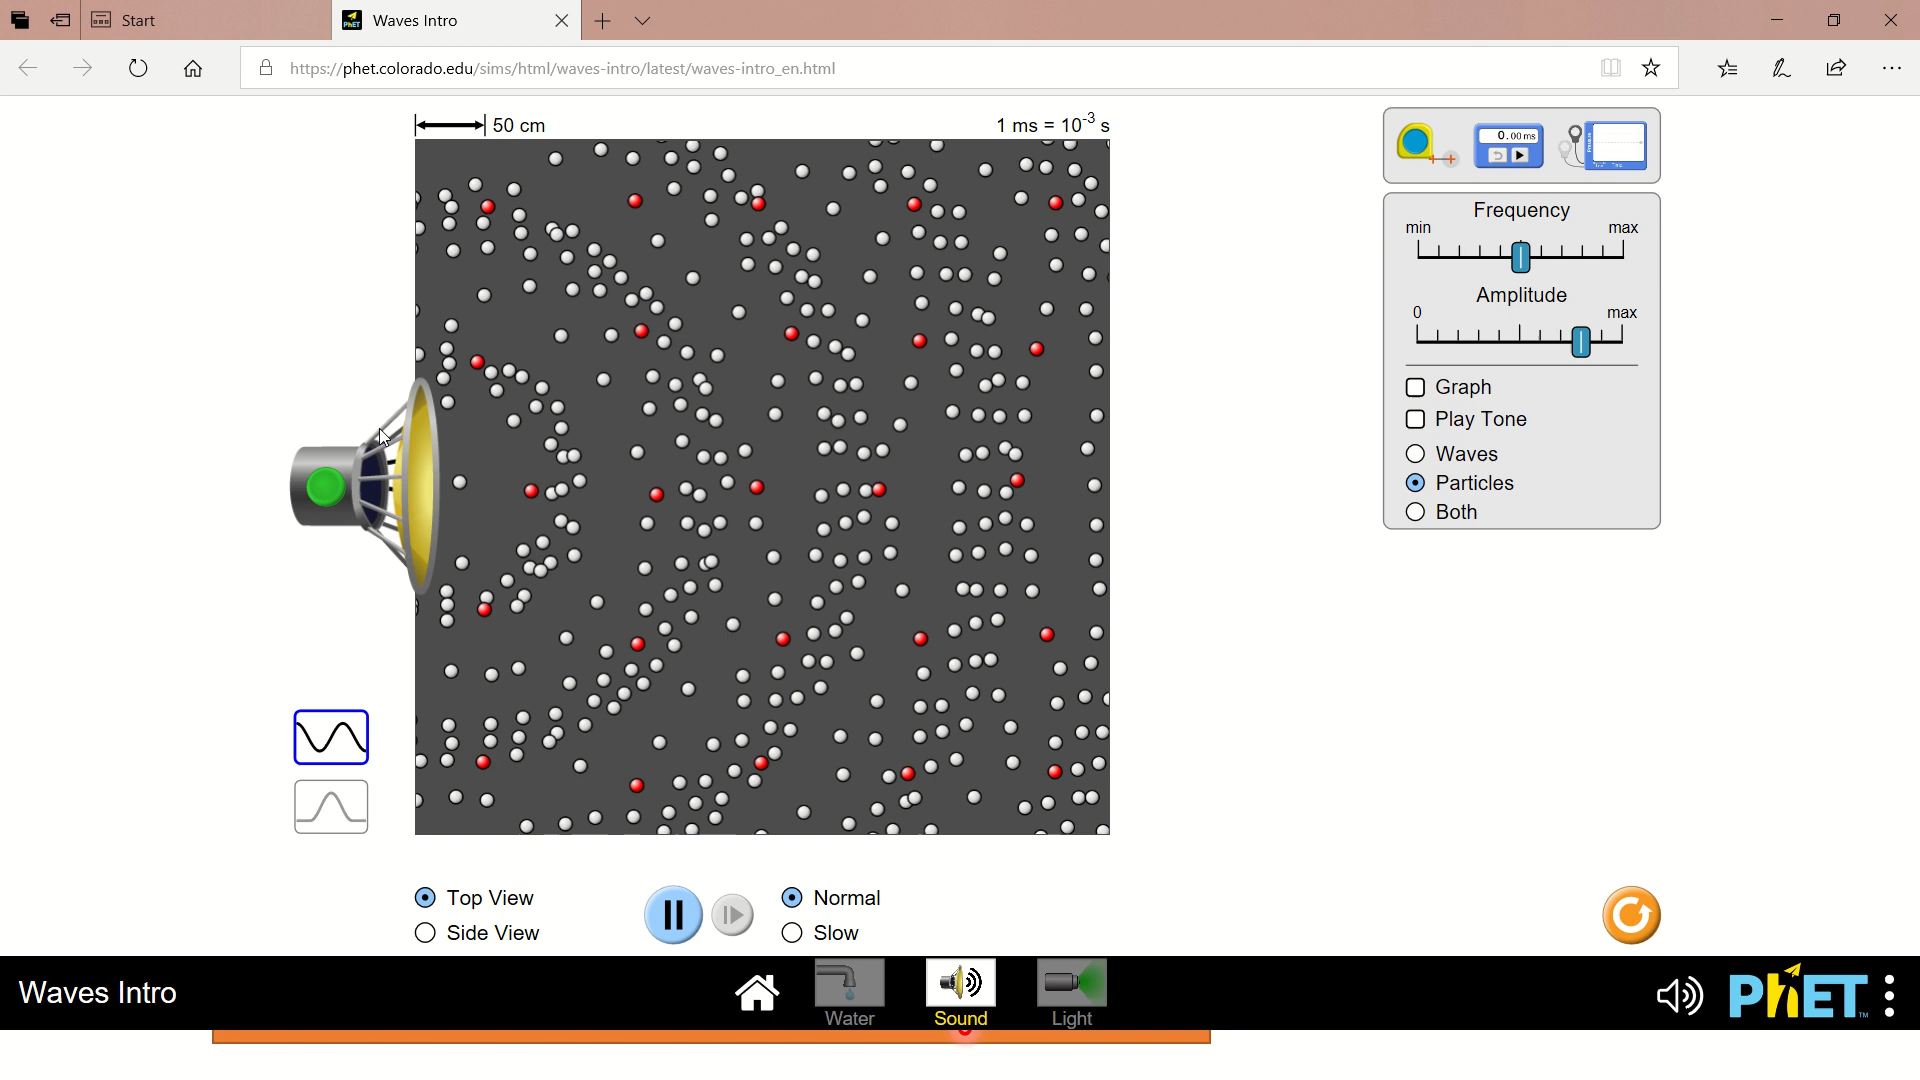 Start
Waves Intro
https://phet.colorado.edu/sims/html/waves-intro/latest/waves-intro_en.html
50 cm
1 ms = 10⁻³ s
0.00 ms
Frequency
min max
Amplitude
0 max
Graph
Play Tone
Waves
Particles
Both
Top View
Side View
Normal
Slow
Waves Intro
Water
Sound
Light
PhET
TM